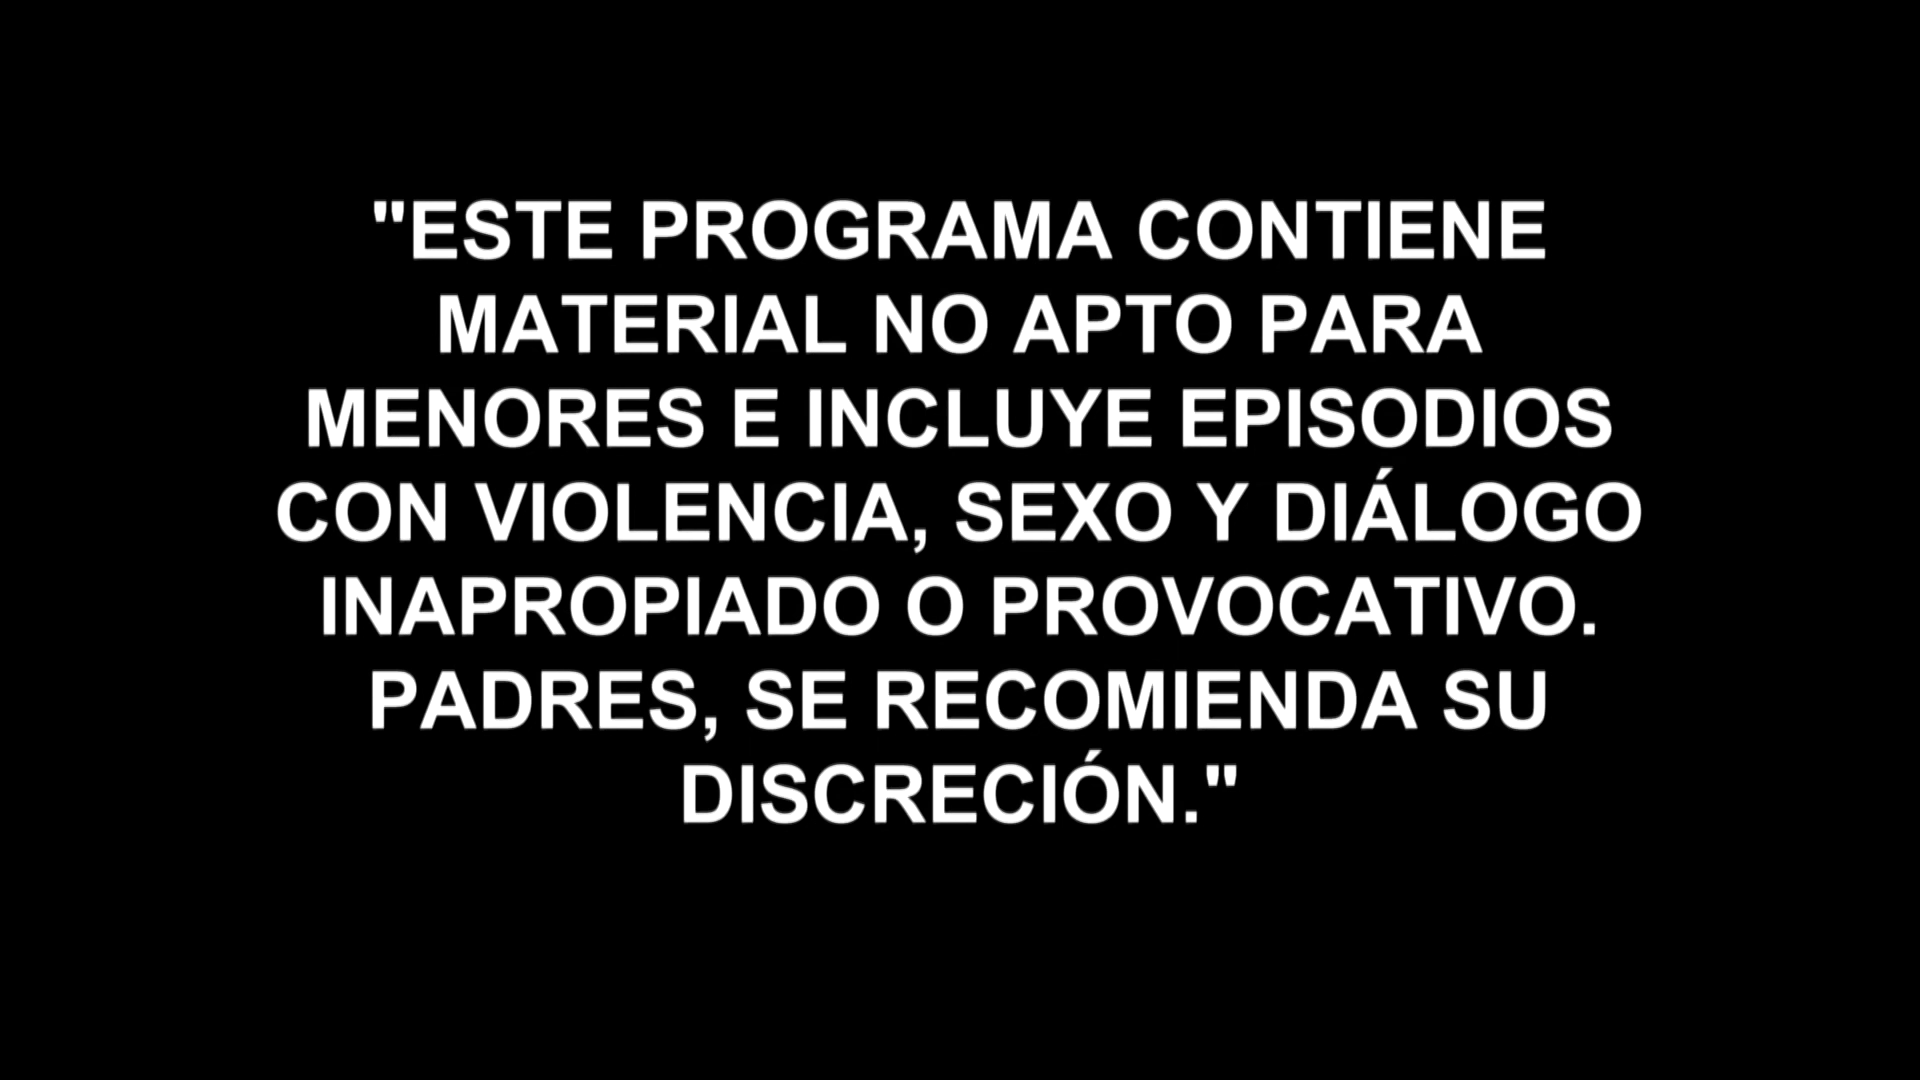 "ESTE PROGRAMA CONTIENE
MATERIAL NO APTO PARA
MENORES E INCLUYE EPISODIOS
CON VIOLENCIA, SEXO Y DIÁLOGO
INAPROPIADO O PROVOCATIVO.
PADRES, SE RECOMIENDA SU
DISCRECIÓN."